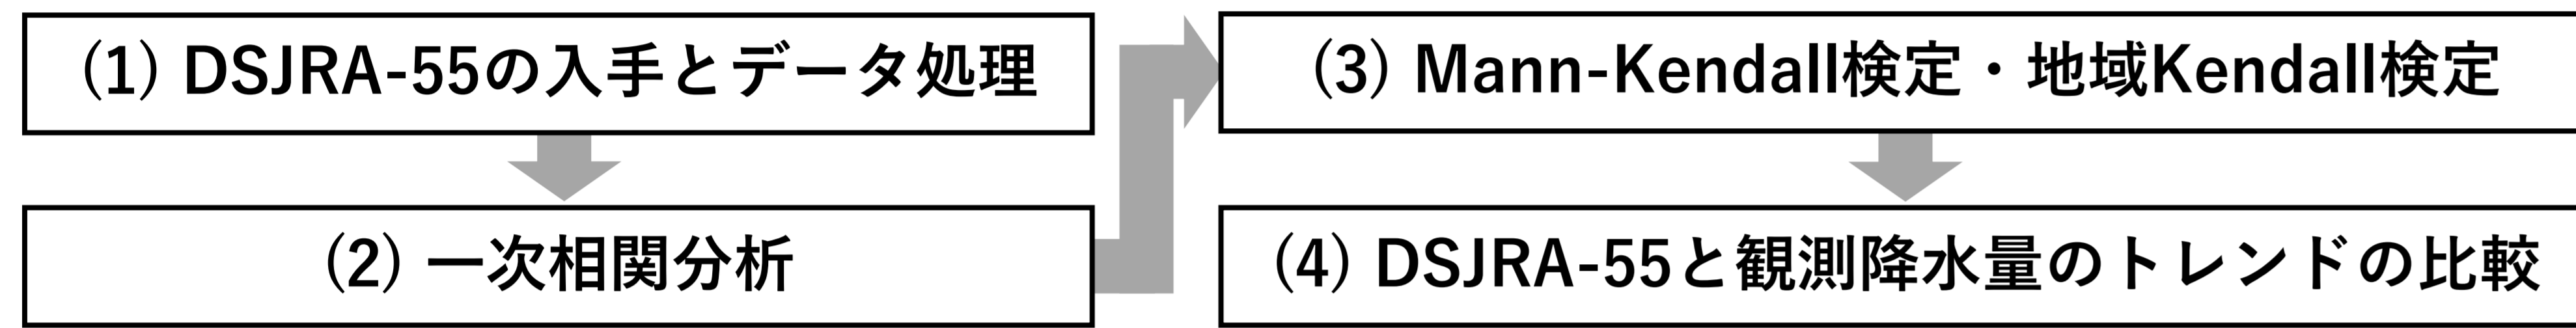 (1) DSJRA-55の入手とデータ処理
(2) 一次相関分析
(3) Mann-Kendall検定・地域Kendall検定
(4) DSJRA-55と観測降水量のトレンドの比較